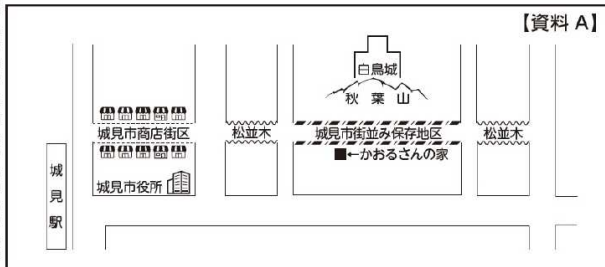 【資料A】
白鳥城
秋葉山
城見市商店街区
松並木
城見市街並み保存地区
松並木
■←かおるさんの家
城見市役所
城見駅